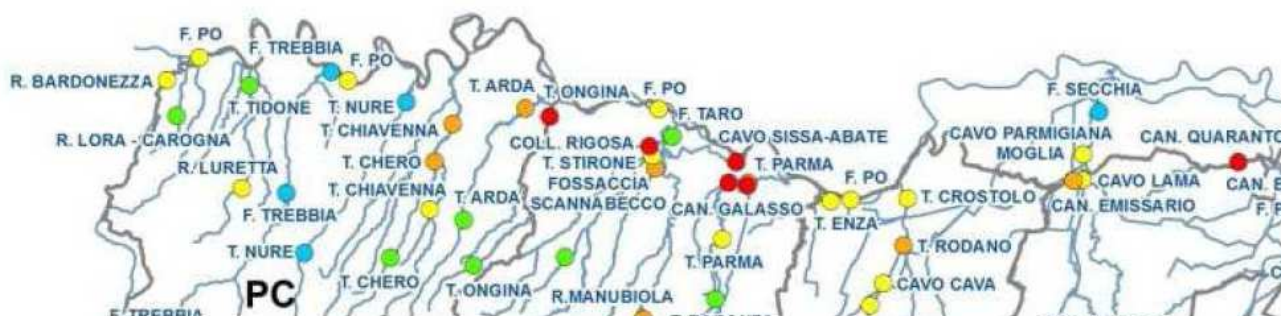 F. PO
F. TREBBIA
F. PO
R. BARDONEZZA
T. TIDONE
T. NURE
T. ARDA
T. ONGINA
F. PO
F. SECCHIA
R. LORA - CAROGNA
T. CHIAVENNA
COLL. RIGOSA
F. TARO
CAVO SISSA-ABATE
CAVO PARMIGIANA
MOGLIA
CAN. QUARANTO
R. LURETTA
T. CHERO
T. STIRONE
T. PARMA
FOSSACCIA
SCANNABECCO
T. CHIAVENNA
T. ARDA
CAN. GALASSO
F. PO
T. ENZA
T. CROSTOLO
CAVO LAMA
CAN. EMISSARIO
F. TREBBIA
T. NURE
T. CHERO
T. ONGINA
T. PARMA
T. RODANO
PC
R.MANUBIOLA
CAVO CAVA
F. TREBBIA